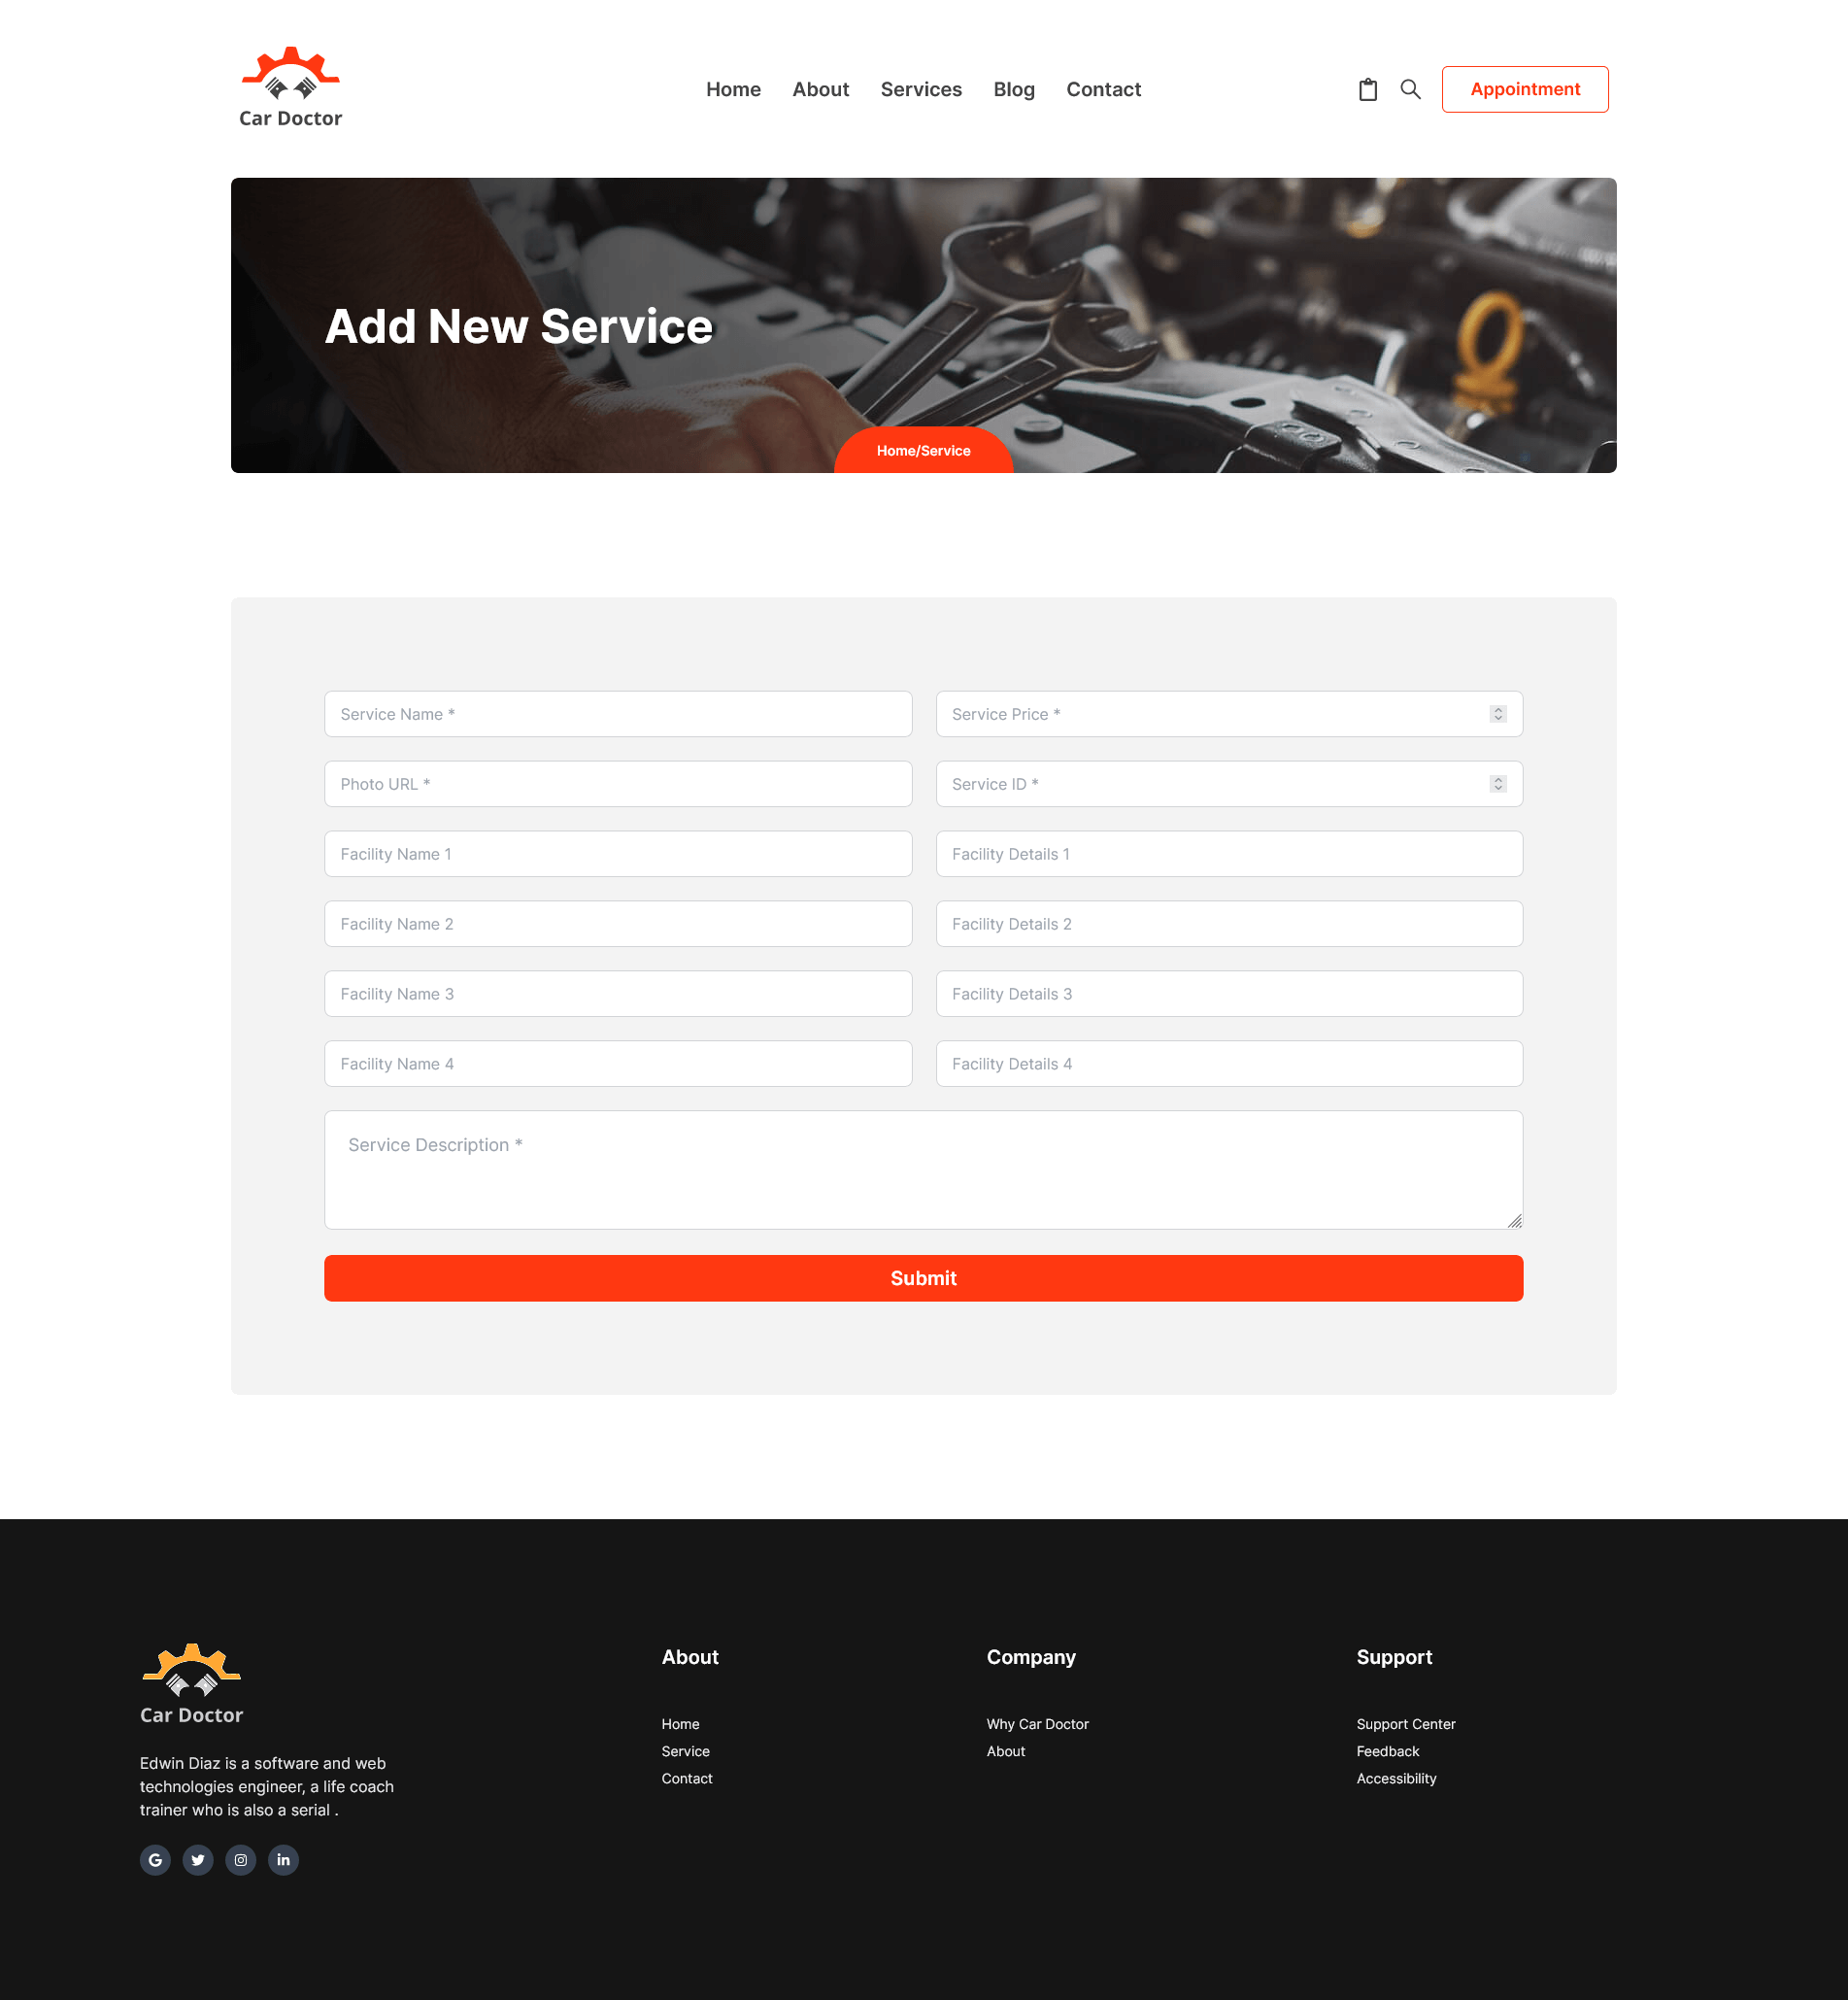 Car Doctor
Home About Services Blog Contact
Appointment
Add New Service
Home/Service
Service Name *
Service Price *
Photo URL *
Service ID *
Facility Name 1
Facility Details 1
Facility Name 2
Facility Details 2
Facility Name 3
Facility Details 3
Facility Name 4
Facility Details 4
Service Description *
Submit
Car Doctor
Edwin Diaz is a software and web
technologies engineer, a life coach
trainer who is also a serial .
About
Home
Service
Contact
Company
Why Car Doctor
About
Support
Support Center
Feedback
Accessibility